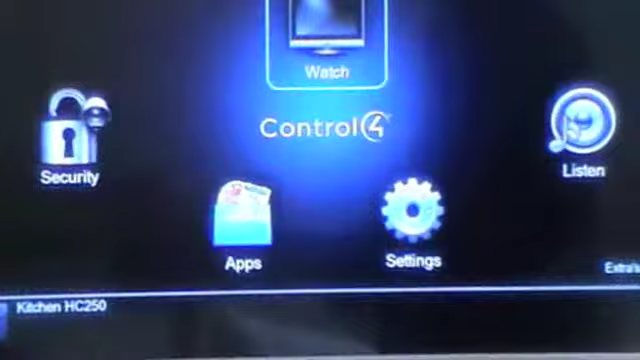 Watch
Control4
Security
Listen
Apps
Settings
Extras
Kitchen HC250